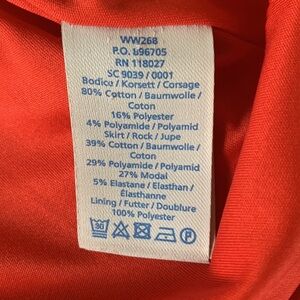 WW268
P.O. 896705
RN 118027
SC 9039 / 0001
Bodice / Korsett / Corsage
80% Cotton / Baumwolle /
Coton
16% Polyester
4% Polyamide / Polyamid
Skirt / Rock / Jupe
39% Cotton / Baumwolle /
Coton
29% Polyamide / Polyamid
27% Modal
5% Elastane / Elasthan /
Élasthanne
Lining / Futter / Doublure
100% Polyester
30
P